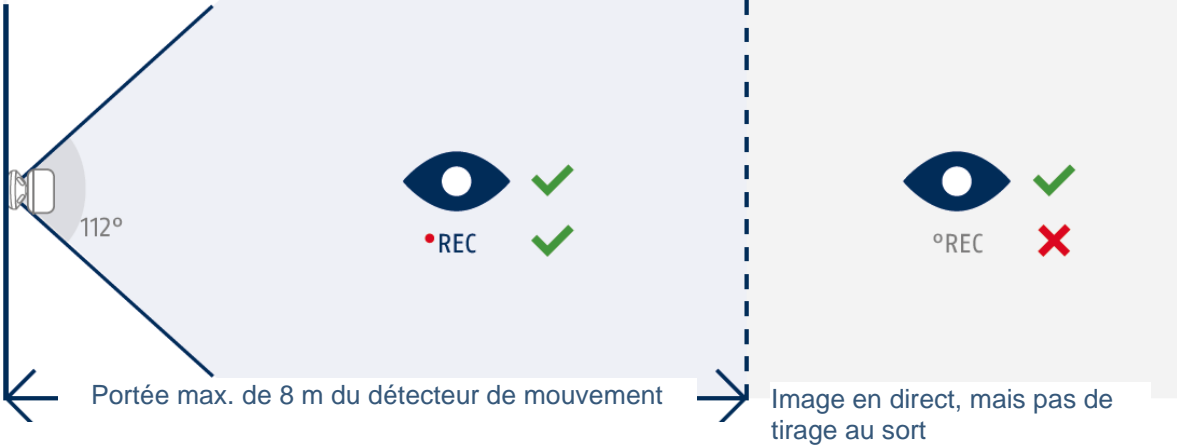 112°
•REC
°REC
Portée max. de 8 m du détecteur de mouvement
Image en direct, mais pas de
tirage au sort